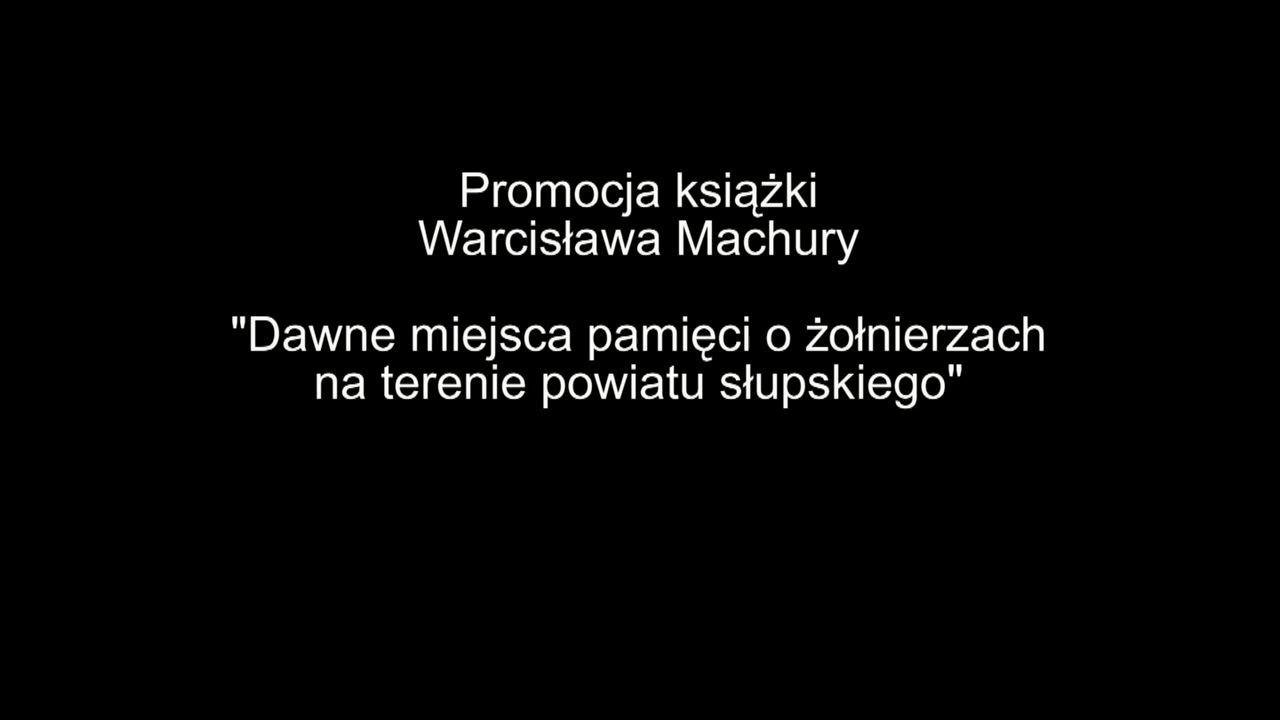 Promocja książki
Warcisława Machury
"Dawne miejsca pamięci o żołnierzach
na terenie powiatu słupskiego"